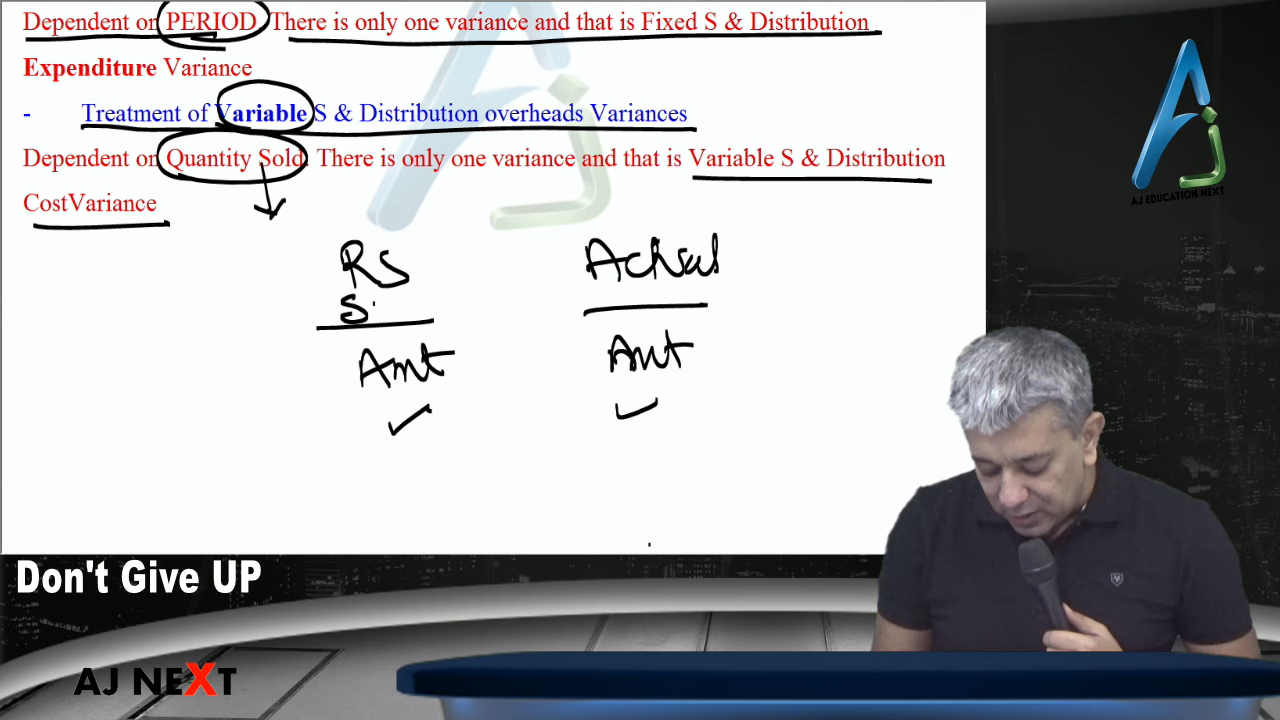 Dependent on PERIOD There is only one variance and that is Fixed S & Distribution
Expenditure Variance
- Treatment of Variable S & Distribution overheads Variances
Dependent on Quantity Sold. There is only one variance and that is Variable S & Distribution
CostVariance
RS Actual
S.
Amt Amt
AJ EDUCATION NEXT
Don't Give UP
AJ NEXT